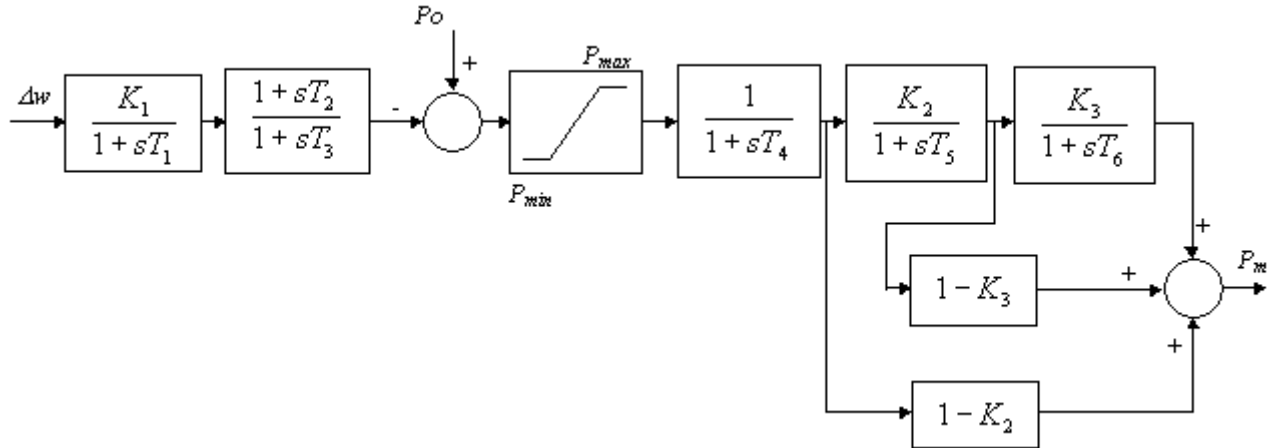 Po
+
Pmax
Δw
K1
1 + sT1
1 + sT2
1 + sT3
-
Pmin
1
1 + sT4
K2
1 + sT5
K3
1 + sT6
+
1 − K3
+
Pm
+
1 − K2